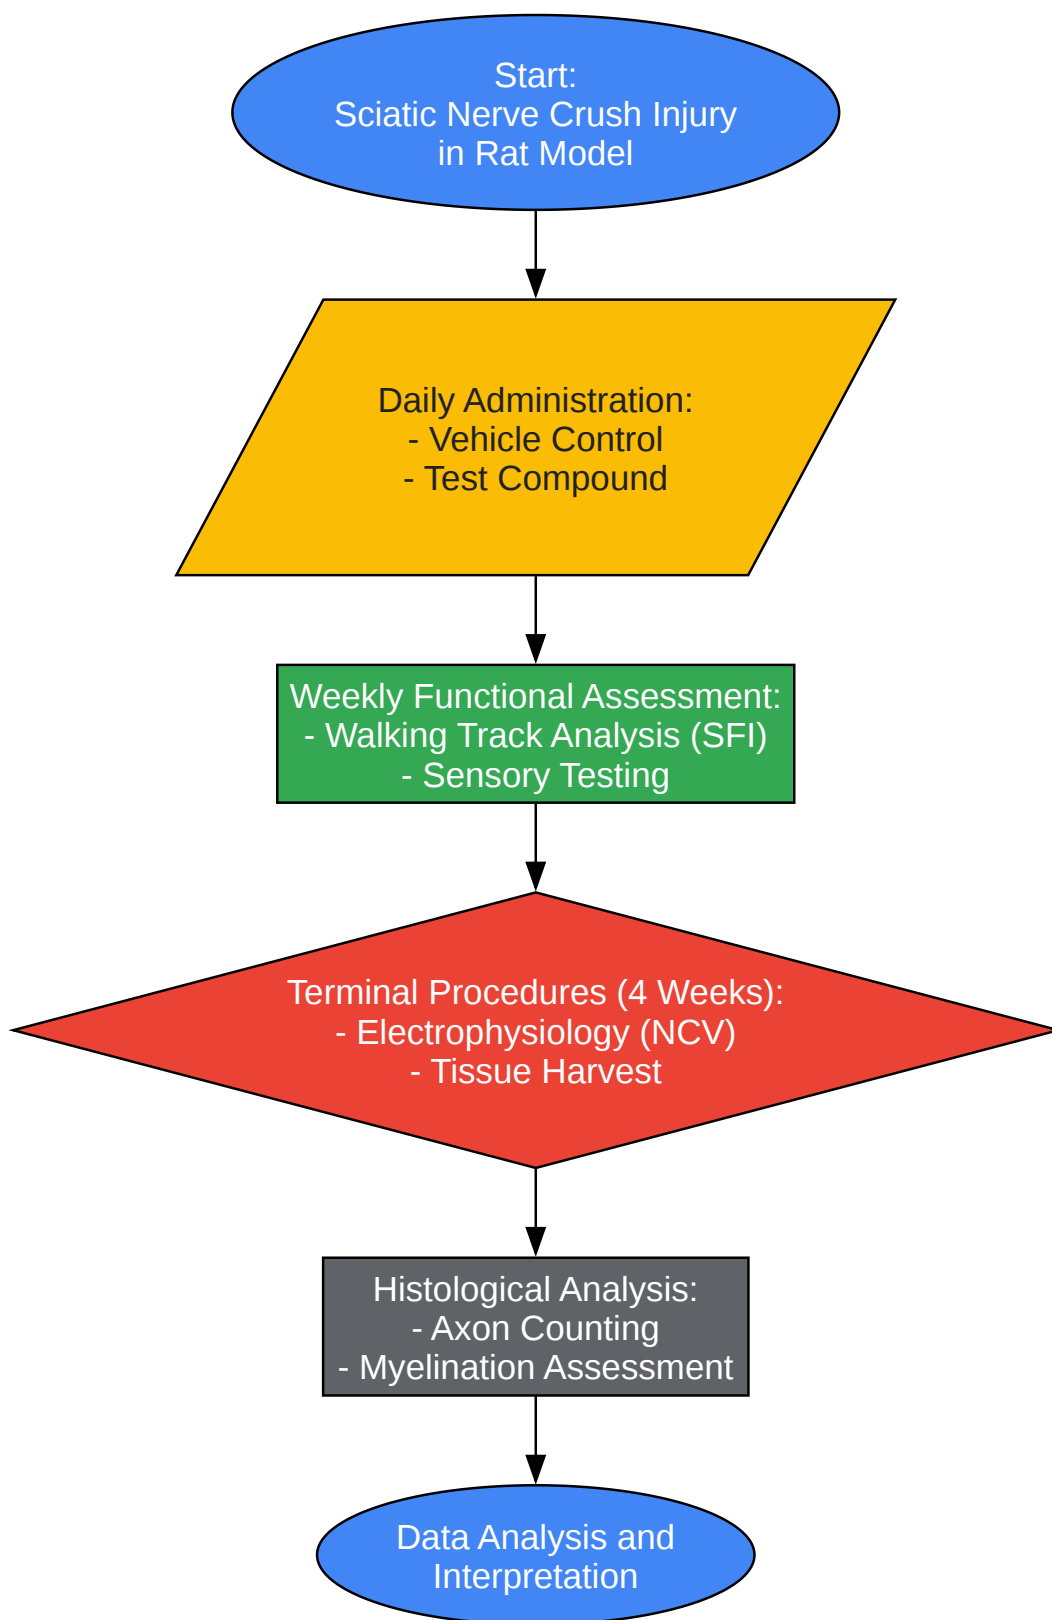 Start:
Sciatic Nerve Crush Injury
in Rat Model
Daily Administration:
- Vehicle Control
- Test Compound
Weekly Functional Assessment:
- Walking Track Analysis (SFI)
- Sensory Testing
Terminal Procedures (4 Weeks):
- Electrophysiology (NCV)
- Tissue Harvest
Histological Analysis:
- Axon Counting
- Myelination Assessment
Data Analysis and
Interpretation